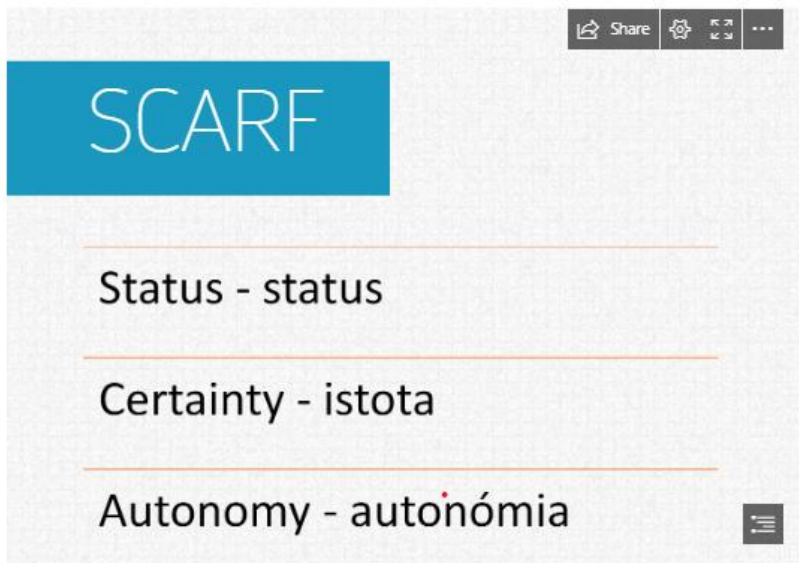 Share
SCARF
Status - status
Certainty - istota
Autonomy - autonómia